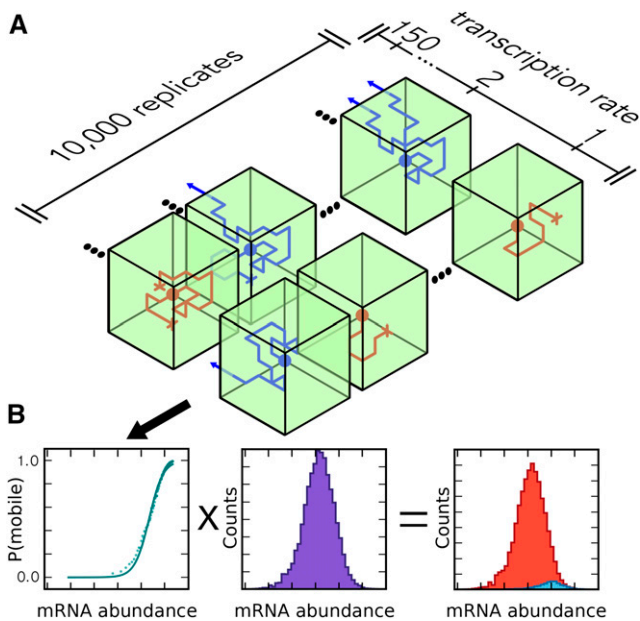 A
10,000 replicates
150 ... 2 1
transcription rate
B
P(mobile)
1.0
0.0
mRNA abundance
X
Counts
mRNA abundance
=
Counts
mRNA abundance